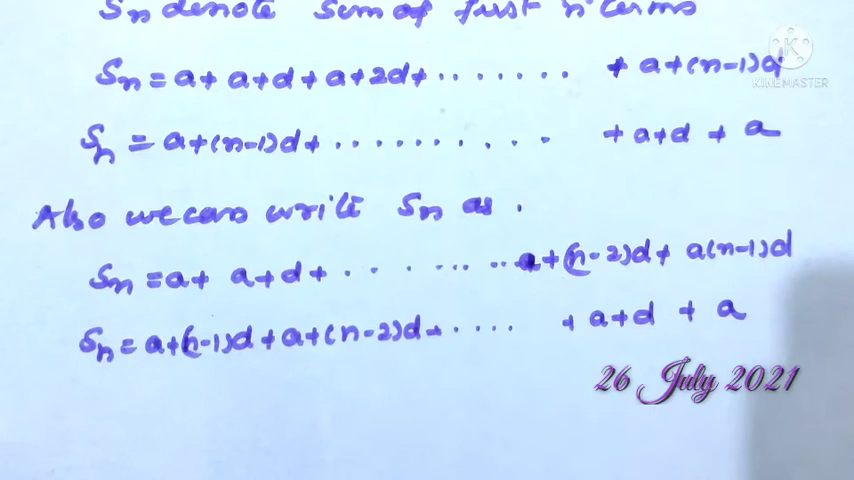 Sn denote Sum of first n terms
Sn = a + a+d + a+2d + ....... + a+(n-1)d
KINEMASTER
Sn = a+(n-1)d + .......... + a+d + a
Also we can write Sn as .
Sn = a + a+d + .. . ... .. a+(n-2)d + a(n-1)d
Sn = a+(n-1)d + a+(n-2)d + .... + a+d + a
26 July 2021